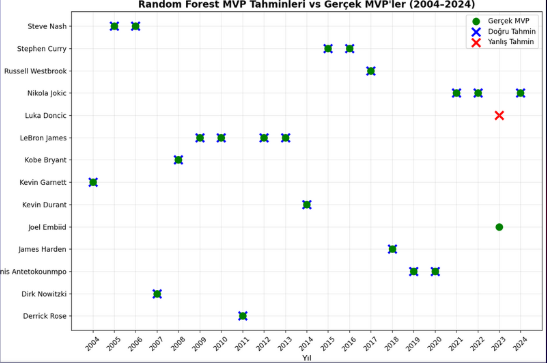 Random Forest MVP Tahminleri vs Gerçek MVP'ler (2004–2024)
Gerçek MVP
Doğru Tahmin
Yanlış Tahmin
Steve Nash
Stephen Curry
Russell Westbrook
Nikola Jokic
Luka Doncic
LeBron James
Kobe Bryant
Kevin Garnett
Kevin Durant
Joel Embiid
James Harden
nis Antetokounmpo
Dirk Nowitzki
Derrick Rose
2004 2005 2006 2007 2008 2009 2010 2011 2012 2013 2014 2015 2016 2017 2018 2019 2020 2021 2022 2023 2024
Yıl